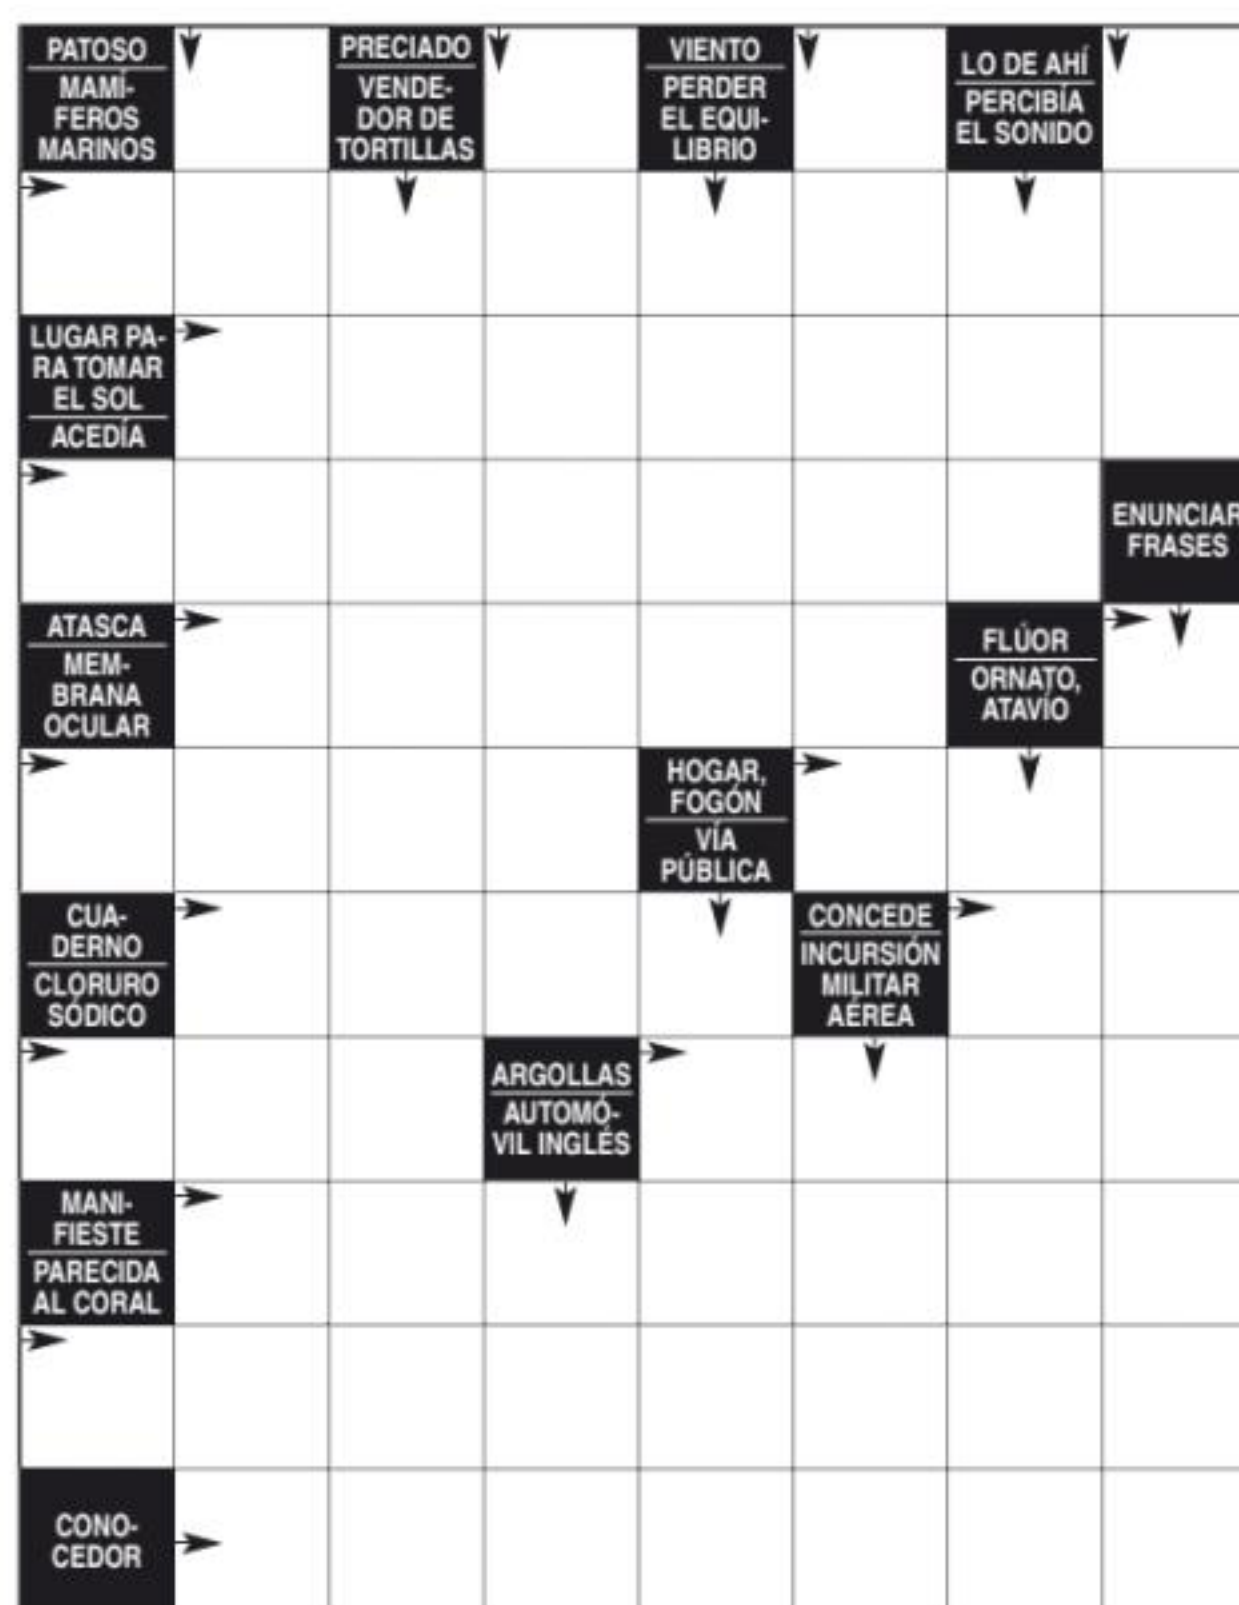 PATOSO
MAMÍ-
FEROS
MARINOS
PRECIADO
VENDE-
DOR DE
TORTILLAS
VIENTO
PERDER
EL EQUI-
LIBRIO
LO DE AHÍ
PERCIBÍA
EL SONIDO
LUGAR PA-
RA TOMAR
EL SOL
ACEDÍA
ENUNCIAR
FRASES
ATASCA
MEM-
BRANA
OCULAR
FLÚOR
ORNATO,
ATAVÍO
HOGAR,
FOGÓN
VÍA
PÚBLICA
CUA-
DERNO
CLORURO
SÓDICO
CONCEDE
INCURSIÓN
MILITAR
AÉREA
ARGOLLAS
AUTOMÓ-
VIL INGLÉS
MANI-
FIESTE
PARECIDA
AL CORAL
CONO-
CEDOR